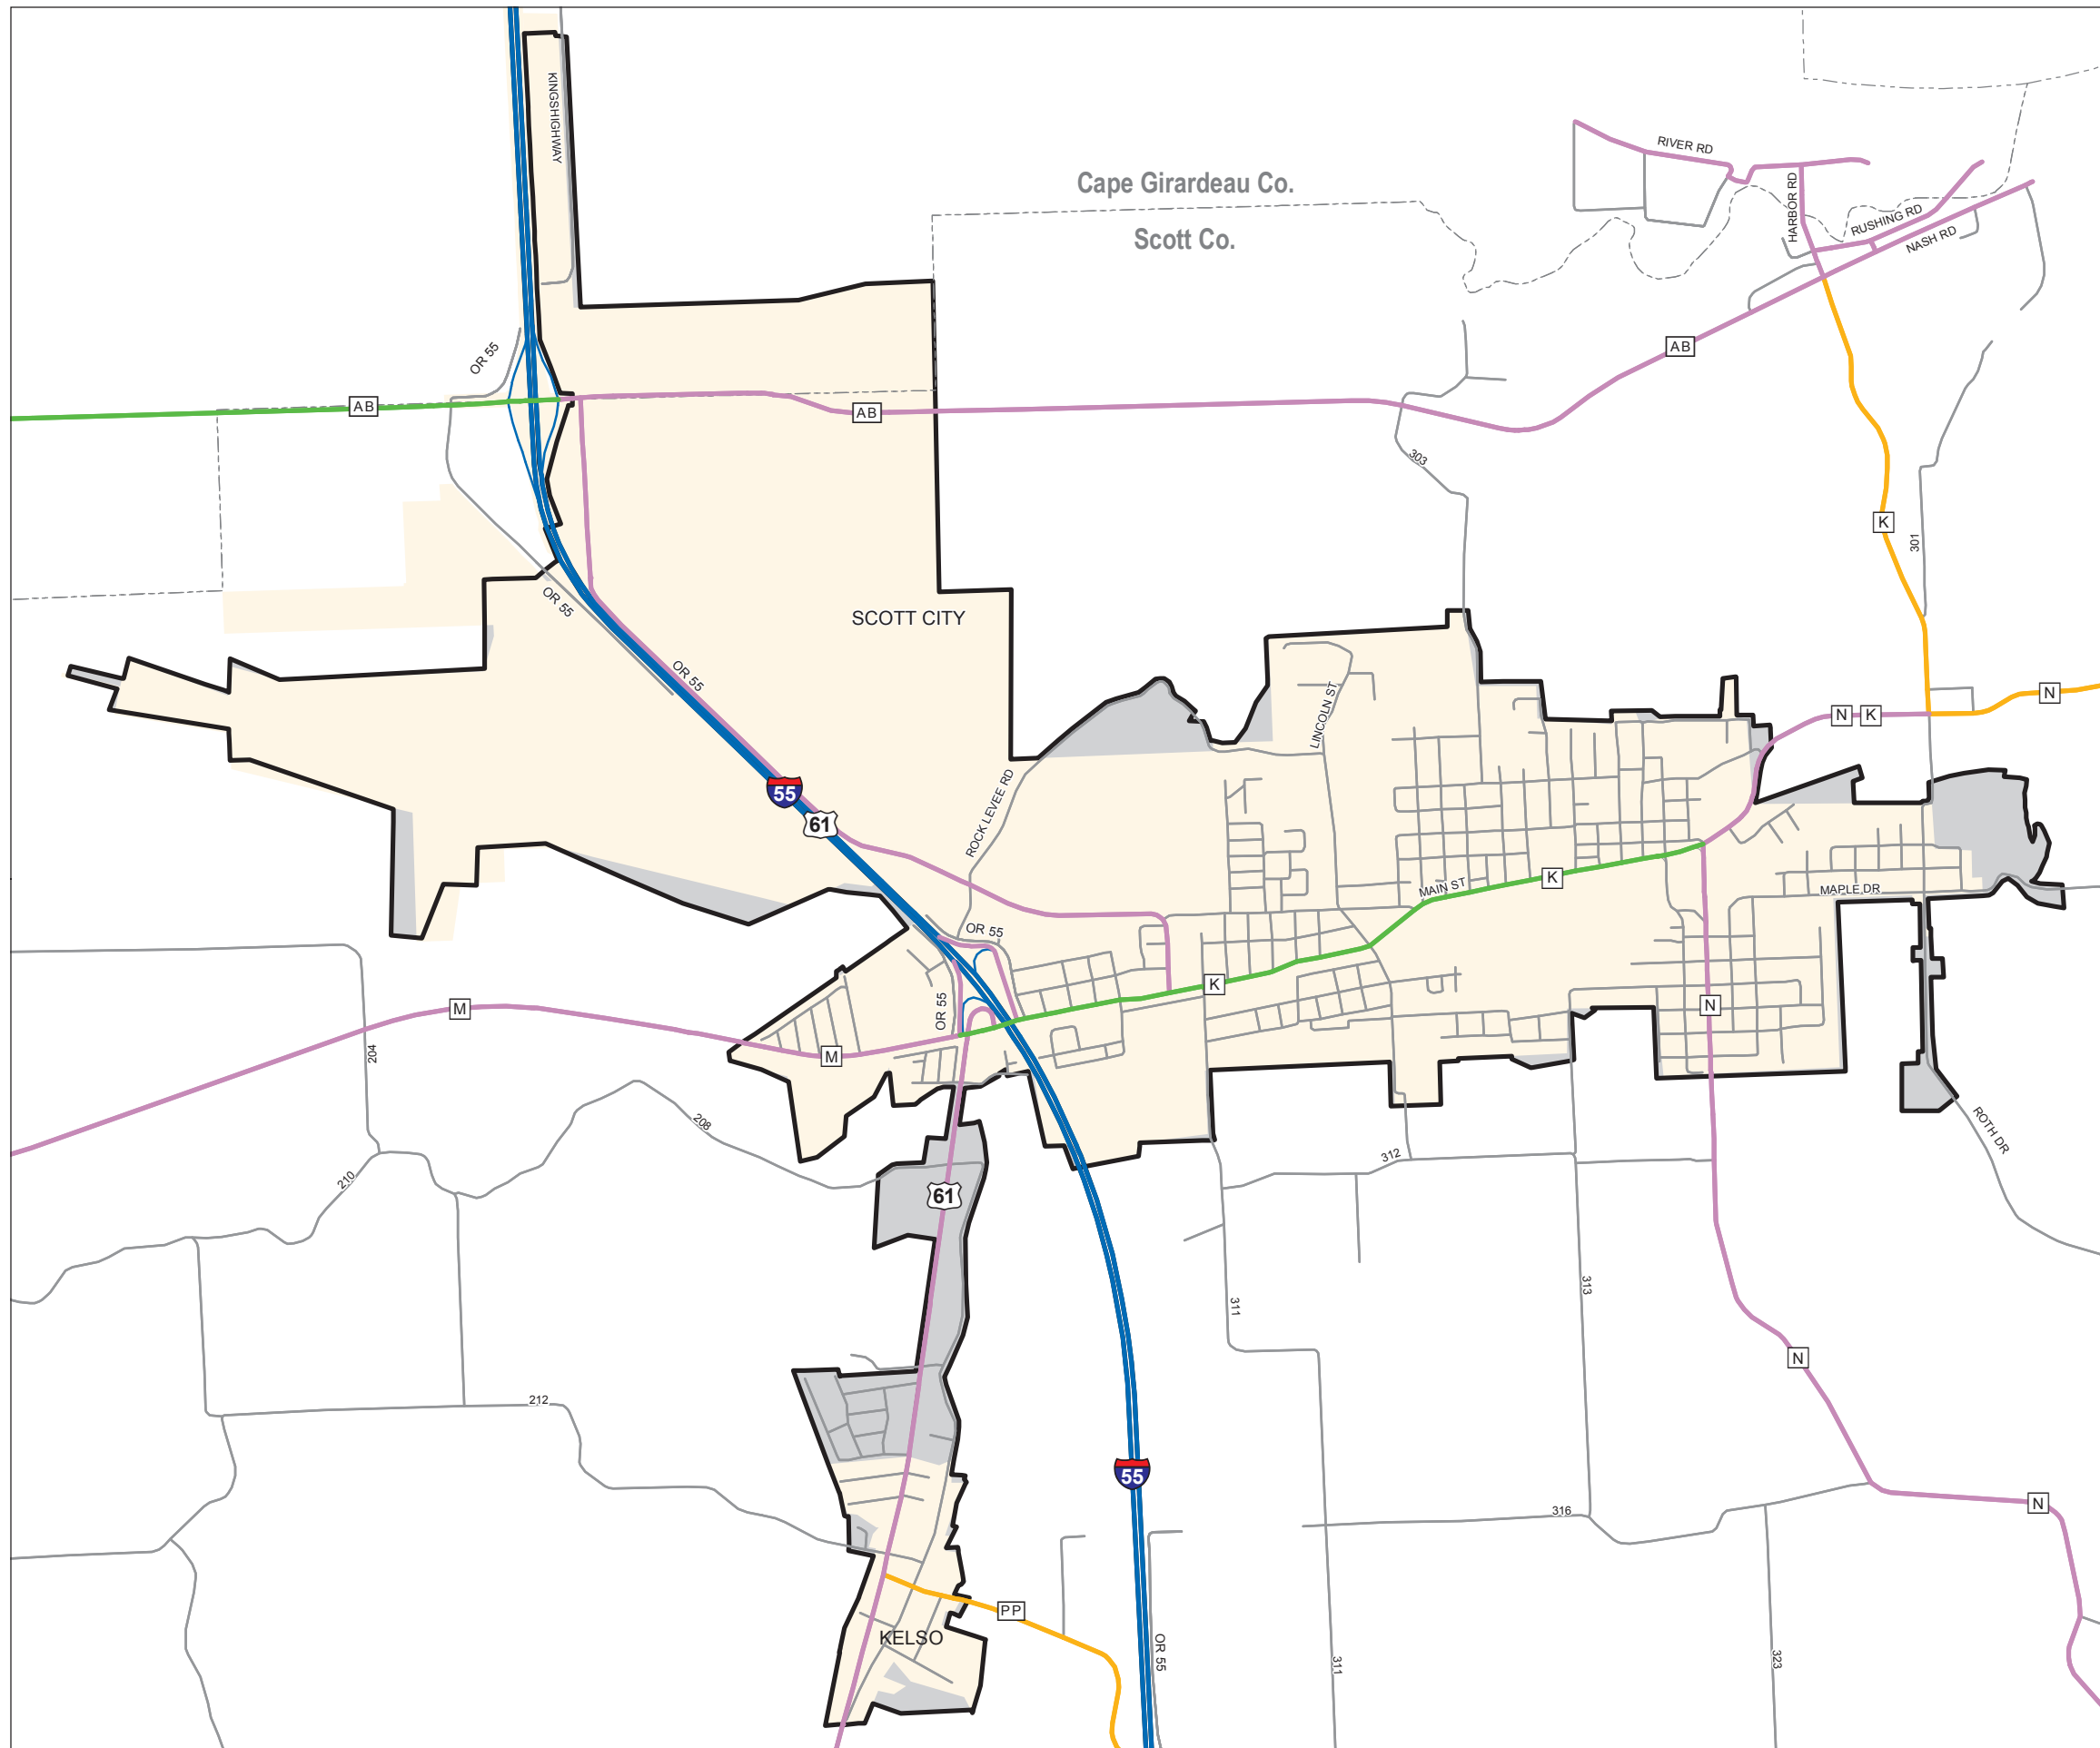 KINGSHIGHWAY
RIVER RD
Cape Girardeau Co.
HARBOR RD
RUSHING RD
Scott Co.
NASH RD
OR 55
AB
AB
AB
303
K
301
OR 55
SCOTT CITY
OR 55
N
LINCOLN ST
N
K
55
61
ROCK LEVEE RD
K
MAIN ST
MAPLE DR
OR 55
K
M
OR 55
N
204
M
208
ROTH DR
312
210
61
313
311
N
212
55
N
316
PP
KELSO
OR 55
311
323